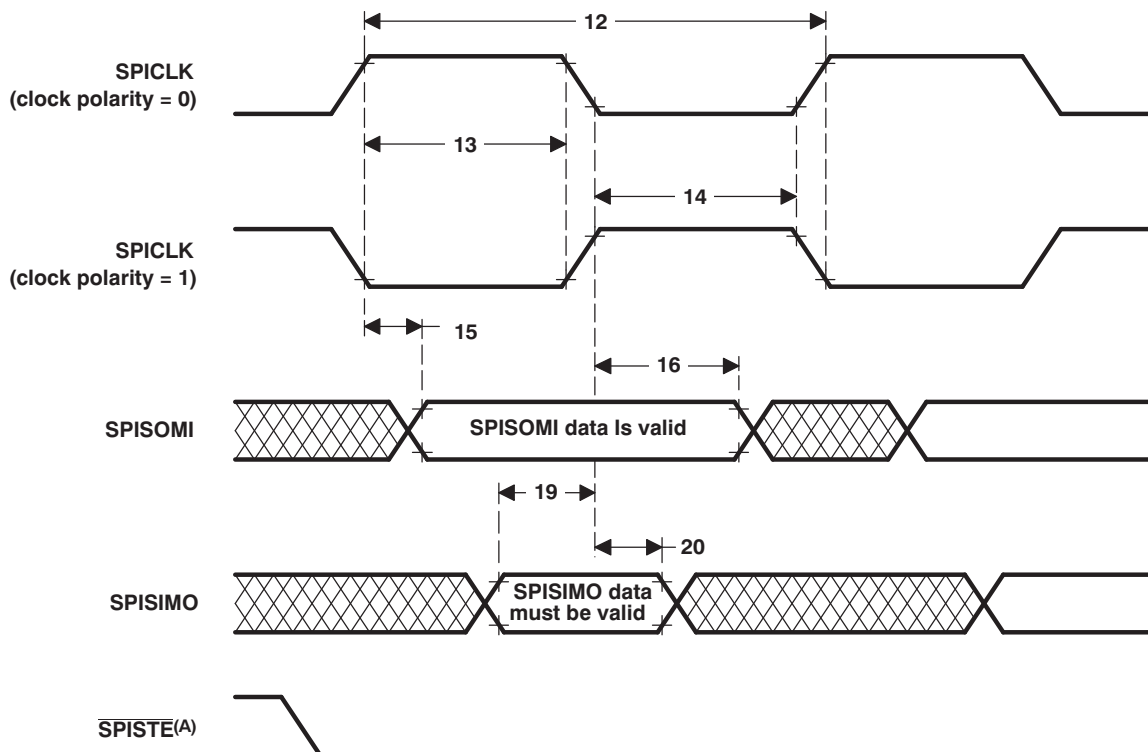 12
SPICLK
(clock polarity = 0)
13
14
SPICLK
(clock polarity = 1)
15
16
SPISOMI
SPISOMI data Is valid
19
20
SPISIMO
SPISIMO data
must be valid
SPISTE(A)